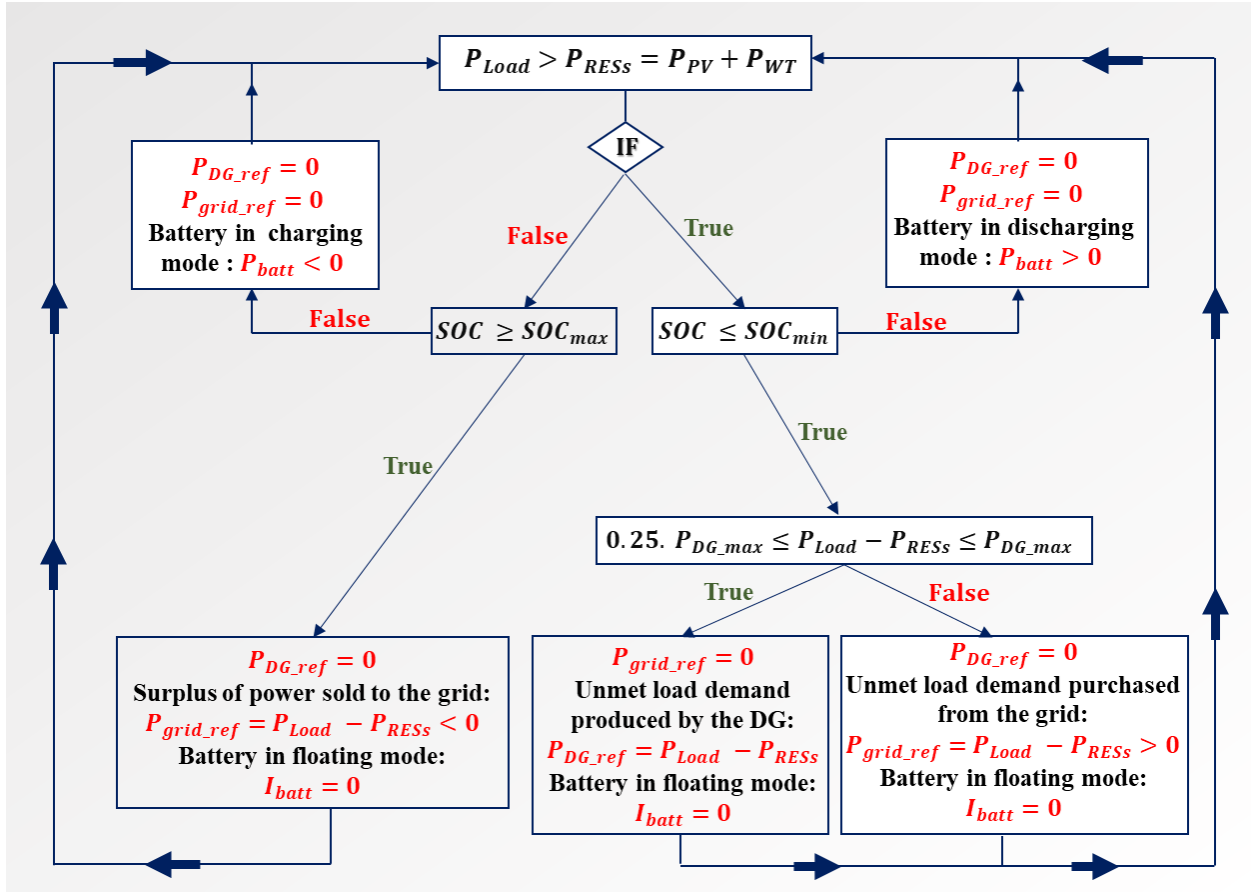 P_Load > P_RESs = P_PV + P_WT
IF
P_DG_ref = 0
P_grid_ref = 0
Battery in charging
mode : P_batt < 0
P_DG_ref = 0
P_grid_ref = 0
Battery in discharging
mode : P_batt > 0
False
True
False
SOC ≥ SOC_max
SOC ≤ SOC_min
False
True
True
0.25. P_DG_max ≤ P_Load − P_RESs ≤ P_DG_max
True
False
P_DG_ref = 0
Surplus of power sold to the grid:
P_grid_ref = P_Load − P_RESs < 0
Battery in floating mode:
I_batt = 0
P_grid_ref = 0
Unmet load demand
produced by the DG:
P_DG_ref = P_Load − P_RESs
Battery in floating mode:
I_batt = 0
P_DG_ref = 0
Unmet load demand purchased
from the grid:
P_grid_ref = P_Load − P_RESs > 0
Battery in floating mode:
I_batt = 0